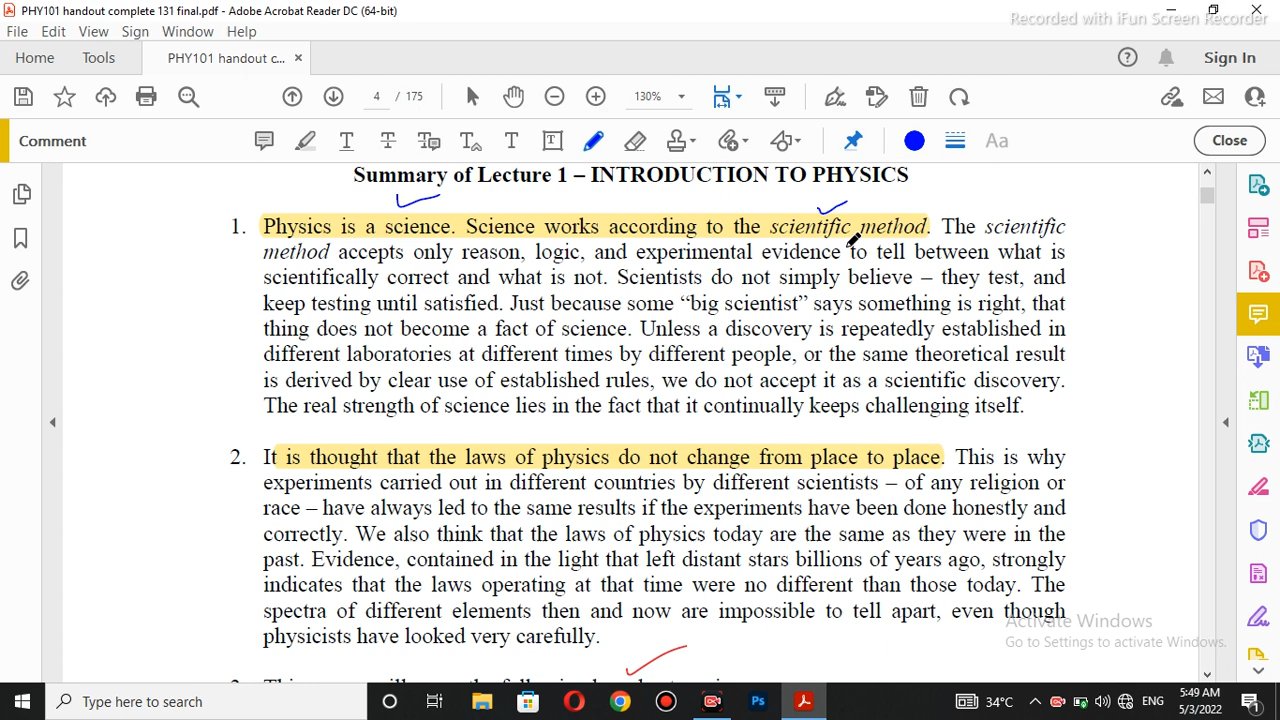 PHY101 handout complete 131 final.pdf - Adobe Acrobat Reader DC (64-bit)
Recorded with iFun Screen Recorder
File Edit View Sign Window Help
Home Tools PHY101 handout c... × Sign In
4 / 175 130%
Comment Close
Summary of Lecture 1 – INTRODUCTION TO PHYSICS
1. Physics is a science. Science works according to the scientific method. The scientific
method accepts only reason, logic, and experimental evidence to tell between what is
scientifically correct and what is not. Scientists do not simply believe – they test, and
keep testing until satisfied. Just because some “big scientist” says something is right, that
thing does not become a fact of science. Unless a discovery is repeatedly established in
different laboratories at different times by different people, or the same theoretical result
is derived by clear use of established rules, we do not accept it as a scientific discovery.
The real strength of science lies in the fact that it continually keeps challenging itself.
2. It is thought that the laws of physics do not change from place to place. This is why
experiments carried out in different countries by different scientists – of any religion or
race – have always led to the same results if the experiments have been done honestly and
correctly. We also think that the laws of physics today are the same as they were in the
past. Evidence, contained in the light that left distant stars billions of years ago, strongly
indicates that the laws operating at that time were no different than those today. The
spectra of different elements then and now are impossible to tell apart, even though
physicists have looked very carefully.
Activate Windows
Go to Settings to activate Windows.
Type here to search
34°C ENG
5:49 AM
5/3/2022